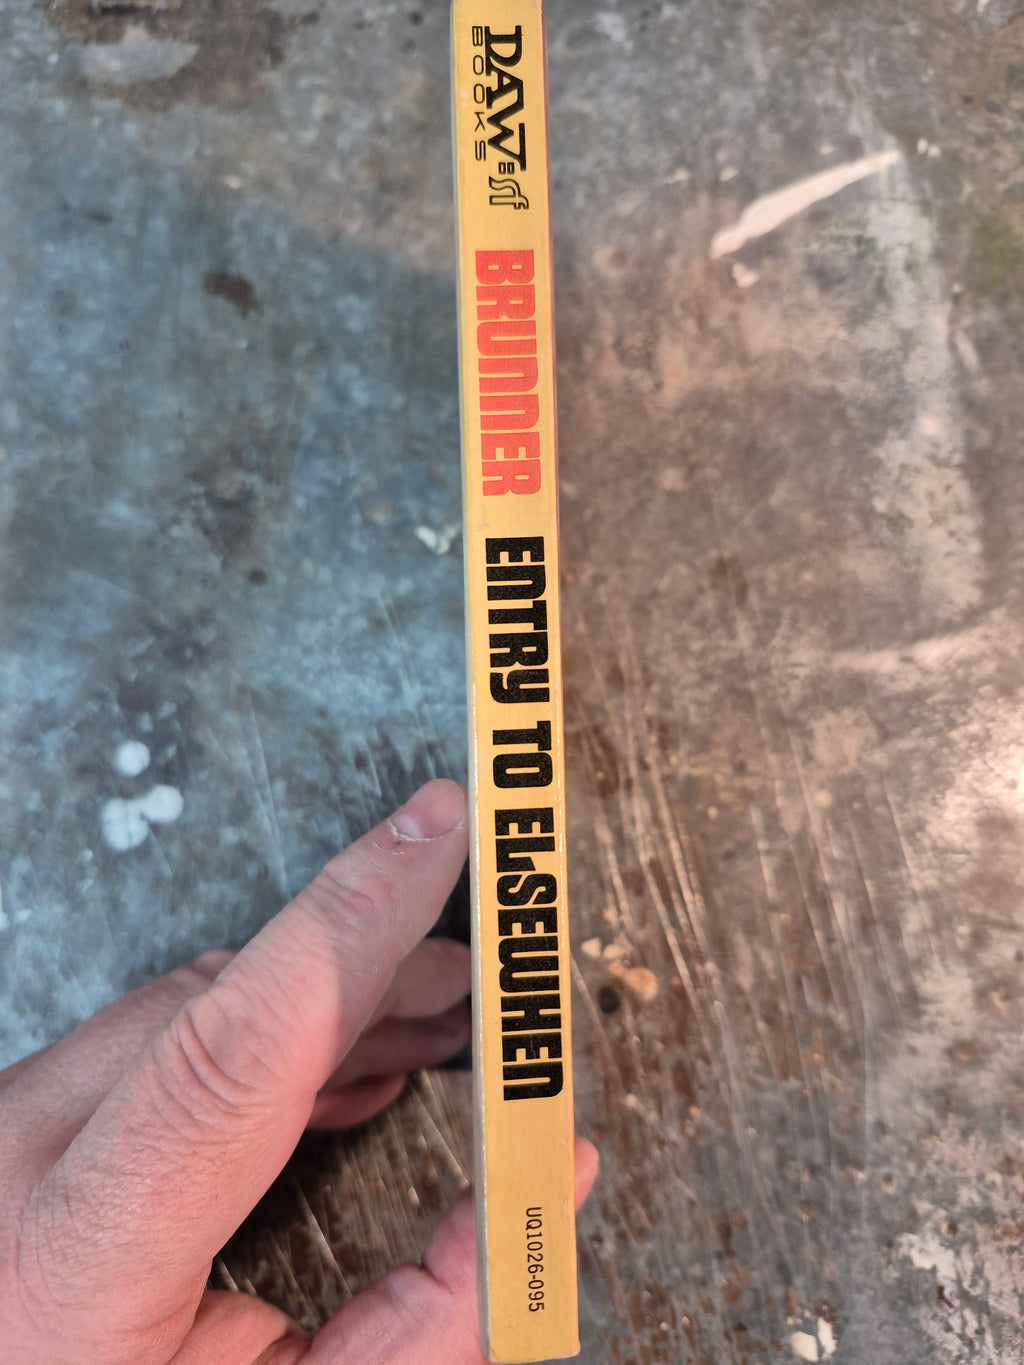 DAW:sf
BOOKS
BRUNNER
ENTRY TO ELSEWHEN
UQ1026-095